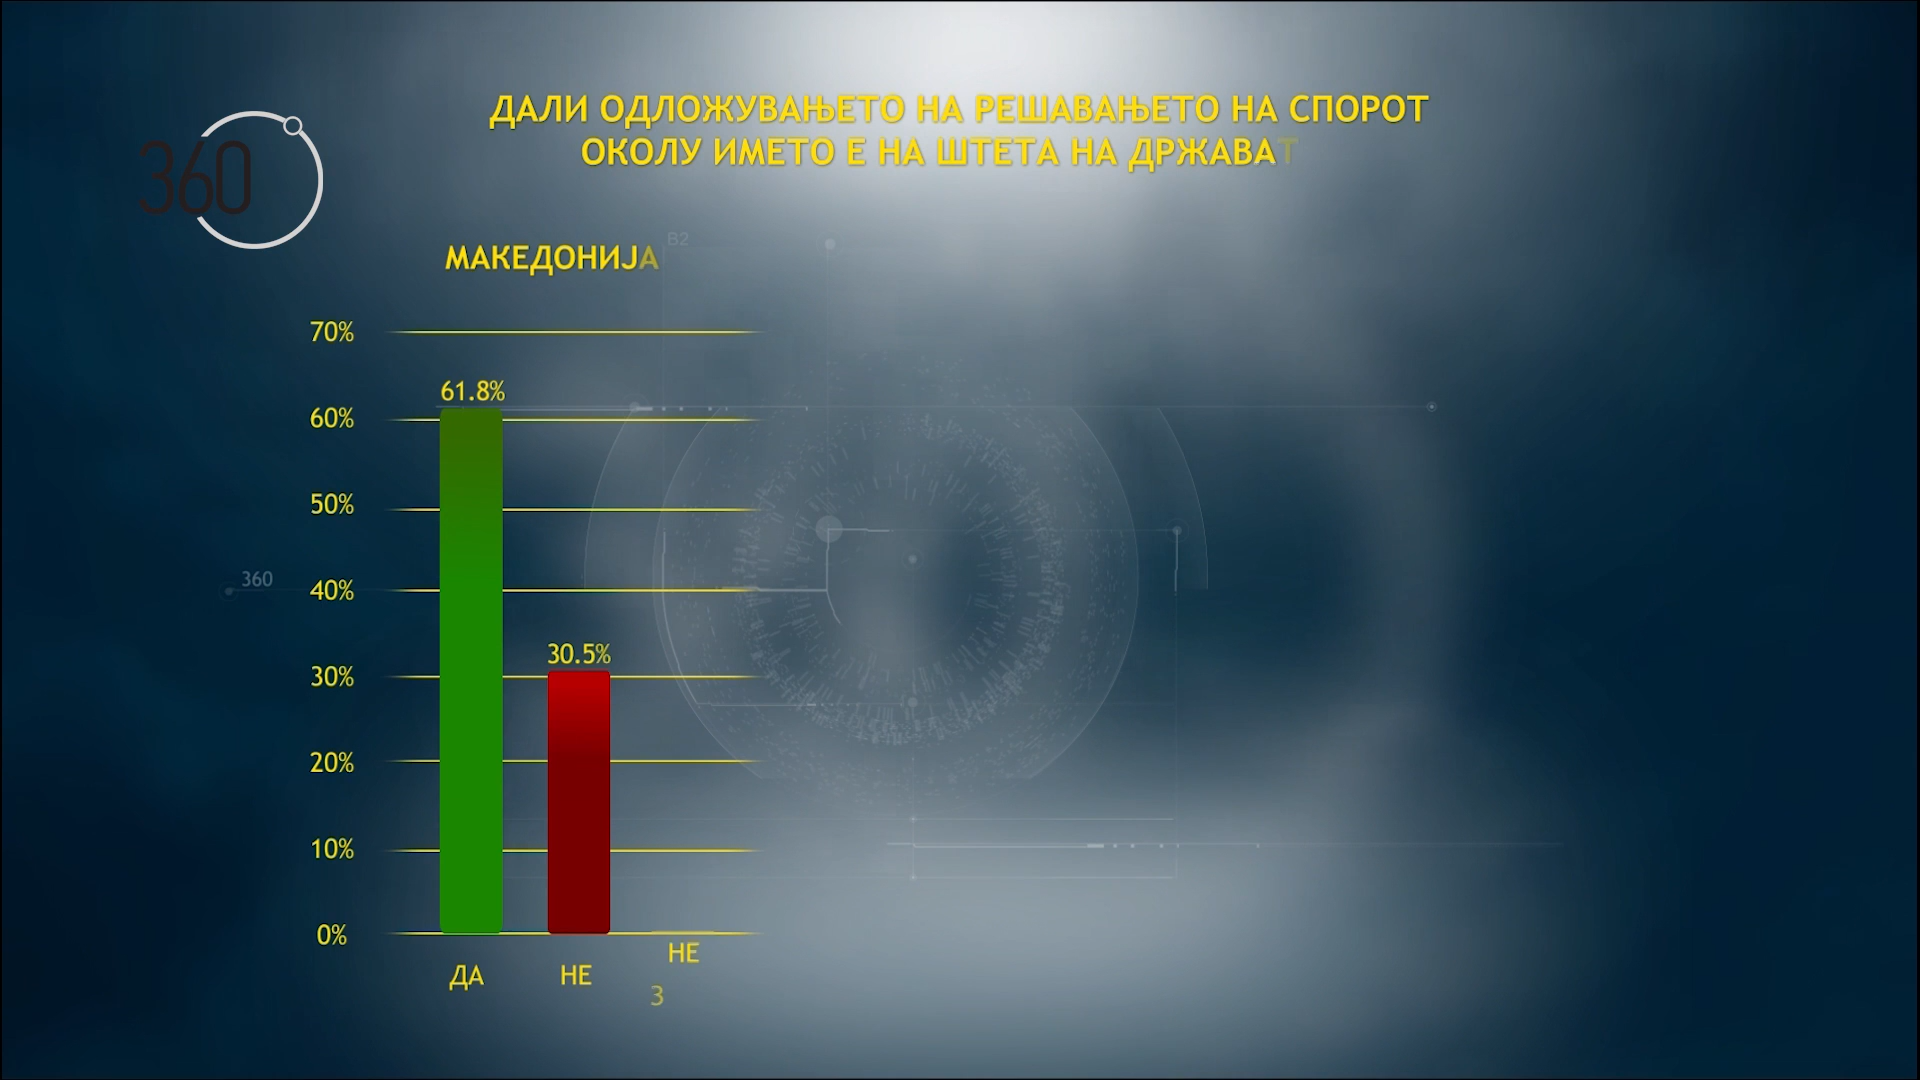 ДАЛИ ОДЛОЖУВАЊЕТО НА РЕШАВАЊЕТО НА СПОРОТ
ОКОЛУ ИМЕТО Е НА ШТЕТА НА ДРЖАВАТ
360
B2
МАКЕДОНИЈА
70%
61.8%
60%
50%
360
40%
30.5%
30%
20%
10%
0%
ДА
НЕ
НЕ
З